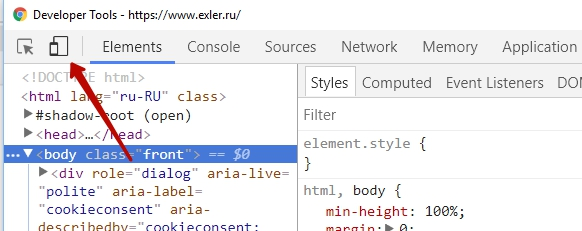 Developer Tools - https://www.exler.ru/
Elements Console Sources Network Memory Application
<!DOCTYPE html>
<html lang="ru-RU" class>
▶#shadow-root (open)
▶<head>…</head>
…▼<body class="front"> == $0
▶<div role="dialog" aria-live=
"polite" aria-label=
"cookieconsent" aria-
describedby="cookieconsent:
Styles Computed Event Listeners
Filter
element.style {
}
html, body {
min-height: 100%;
margin: 0;